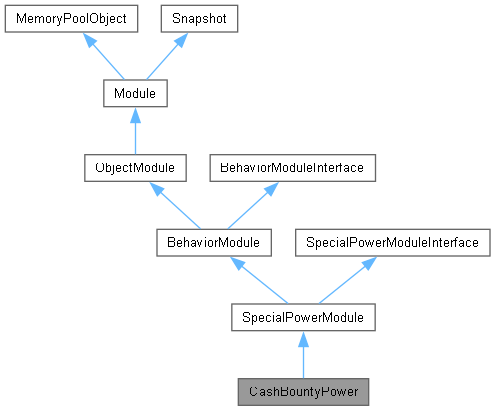 MemoryPoolObject
Snapshot
Module
ObjectModule
BehaviorModuleInterface
BehaviorModule
SpecialPowerModuleInterface
SpecialPowerModule
CashBountyPower